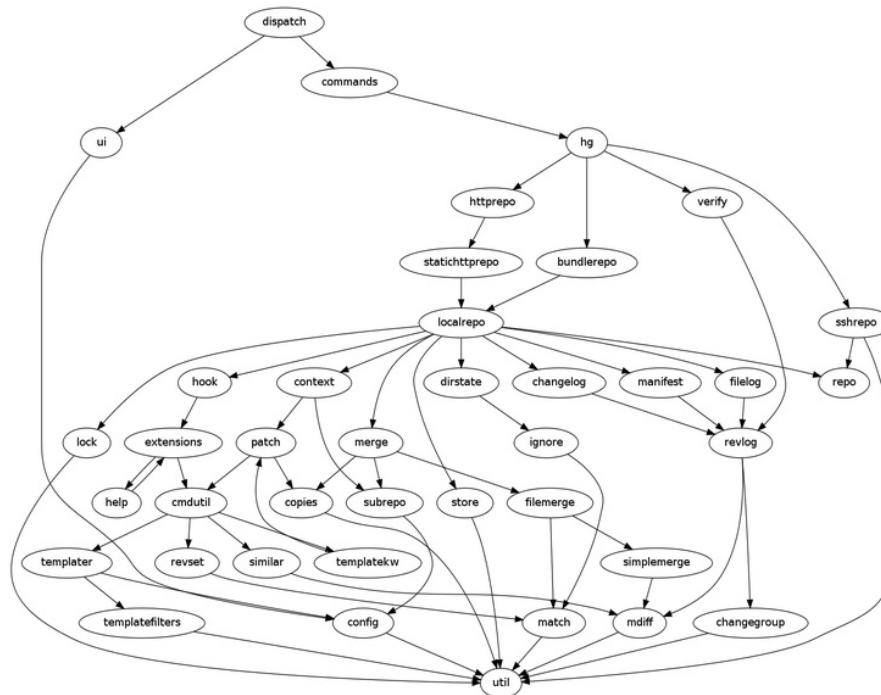 dispatch
commands
ui
hg
httprepo
verify
statichttprepo
bundlerepo
localrepo
sshrepo
hook
context
dirstate
changelog
manifest
filelog
repo
lock
extensions
patch
merge
ignore
revlog
help
cmdutil
copies
subrepo
store
filemerge
templater
revset
similar
templatekw
simplemerge
templatefilters
config
match
mdiff
changegroup
util